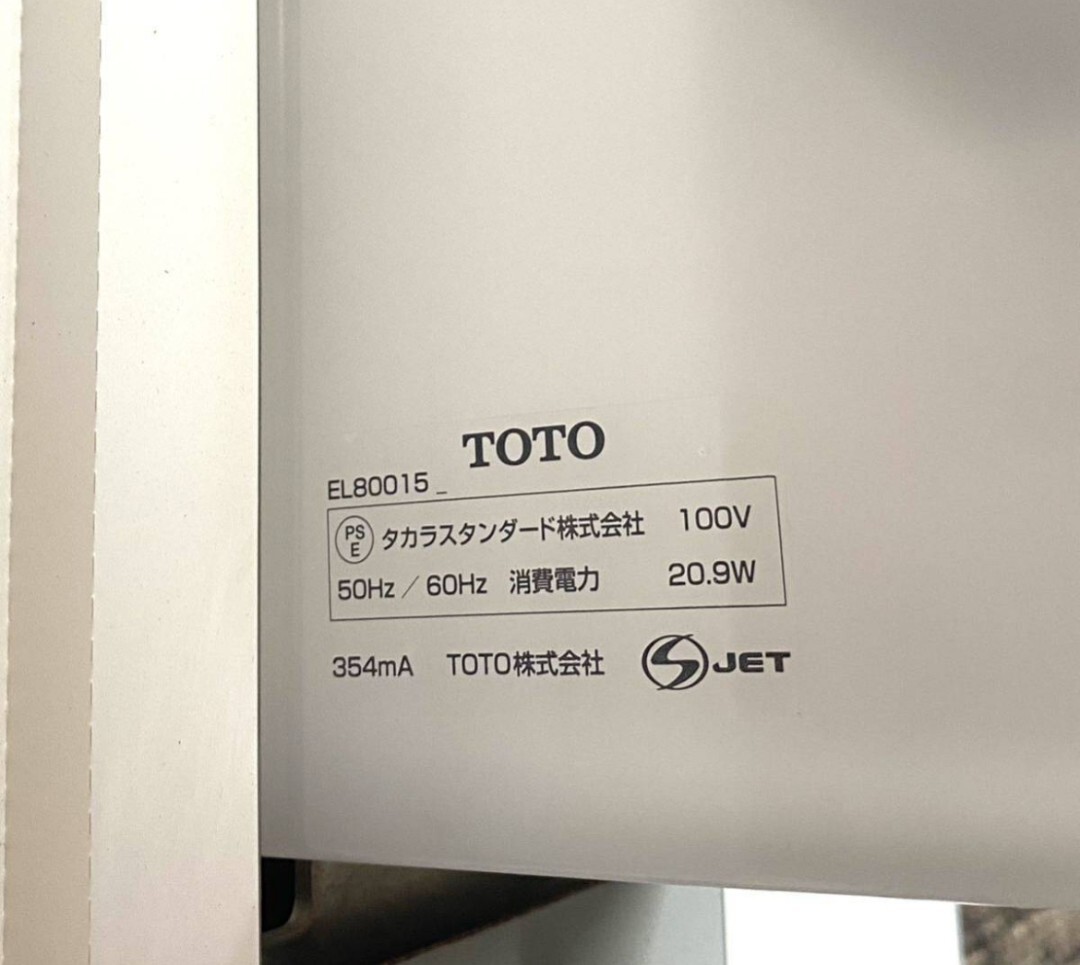 TOTO
EL80015_
PSE タカラスタンダード株式会社 100V
50Hz／60Hz 消費電力 20.9W
354mA TOTO株式会社 S JET